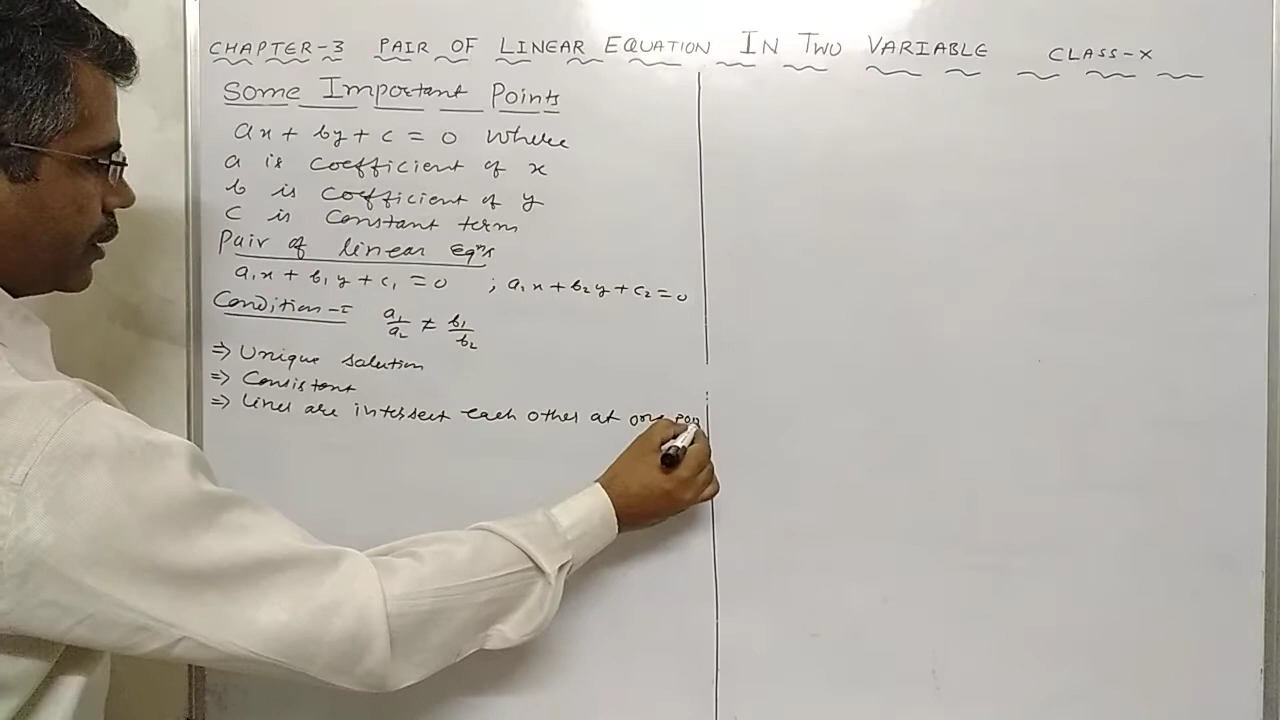 CHAPTER-3 PAIR OF LINEAR EQUATION IN TWO VARIABLE CLASS-X
Some Important Points
ax + by + c = 0 Where
a is coefficient of x
b is coefficient of y
C is Constant term
Pair of linear Eqⁿs
a₁x + b₁y + c₁ = 0 ; a₂x + b₂y + c₂ = 0
Condition-I a₁/a₂ ≠ b₁/b₂
⇒ Unique solution
⇒ Consistant
⇒ Lines are intersect each other at one Poin